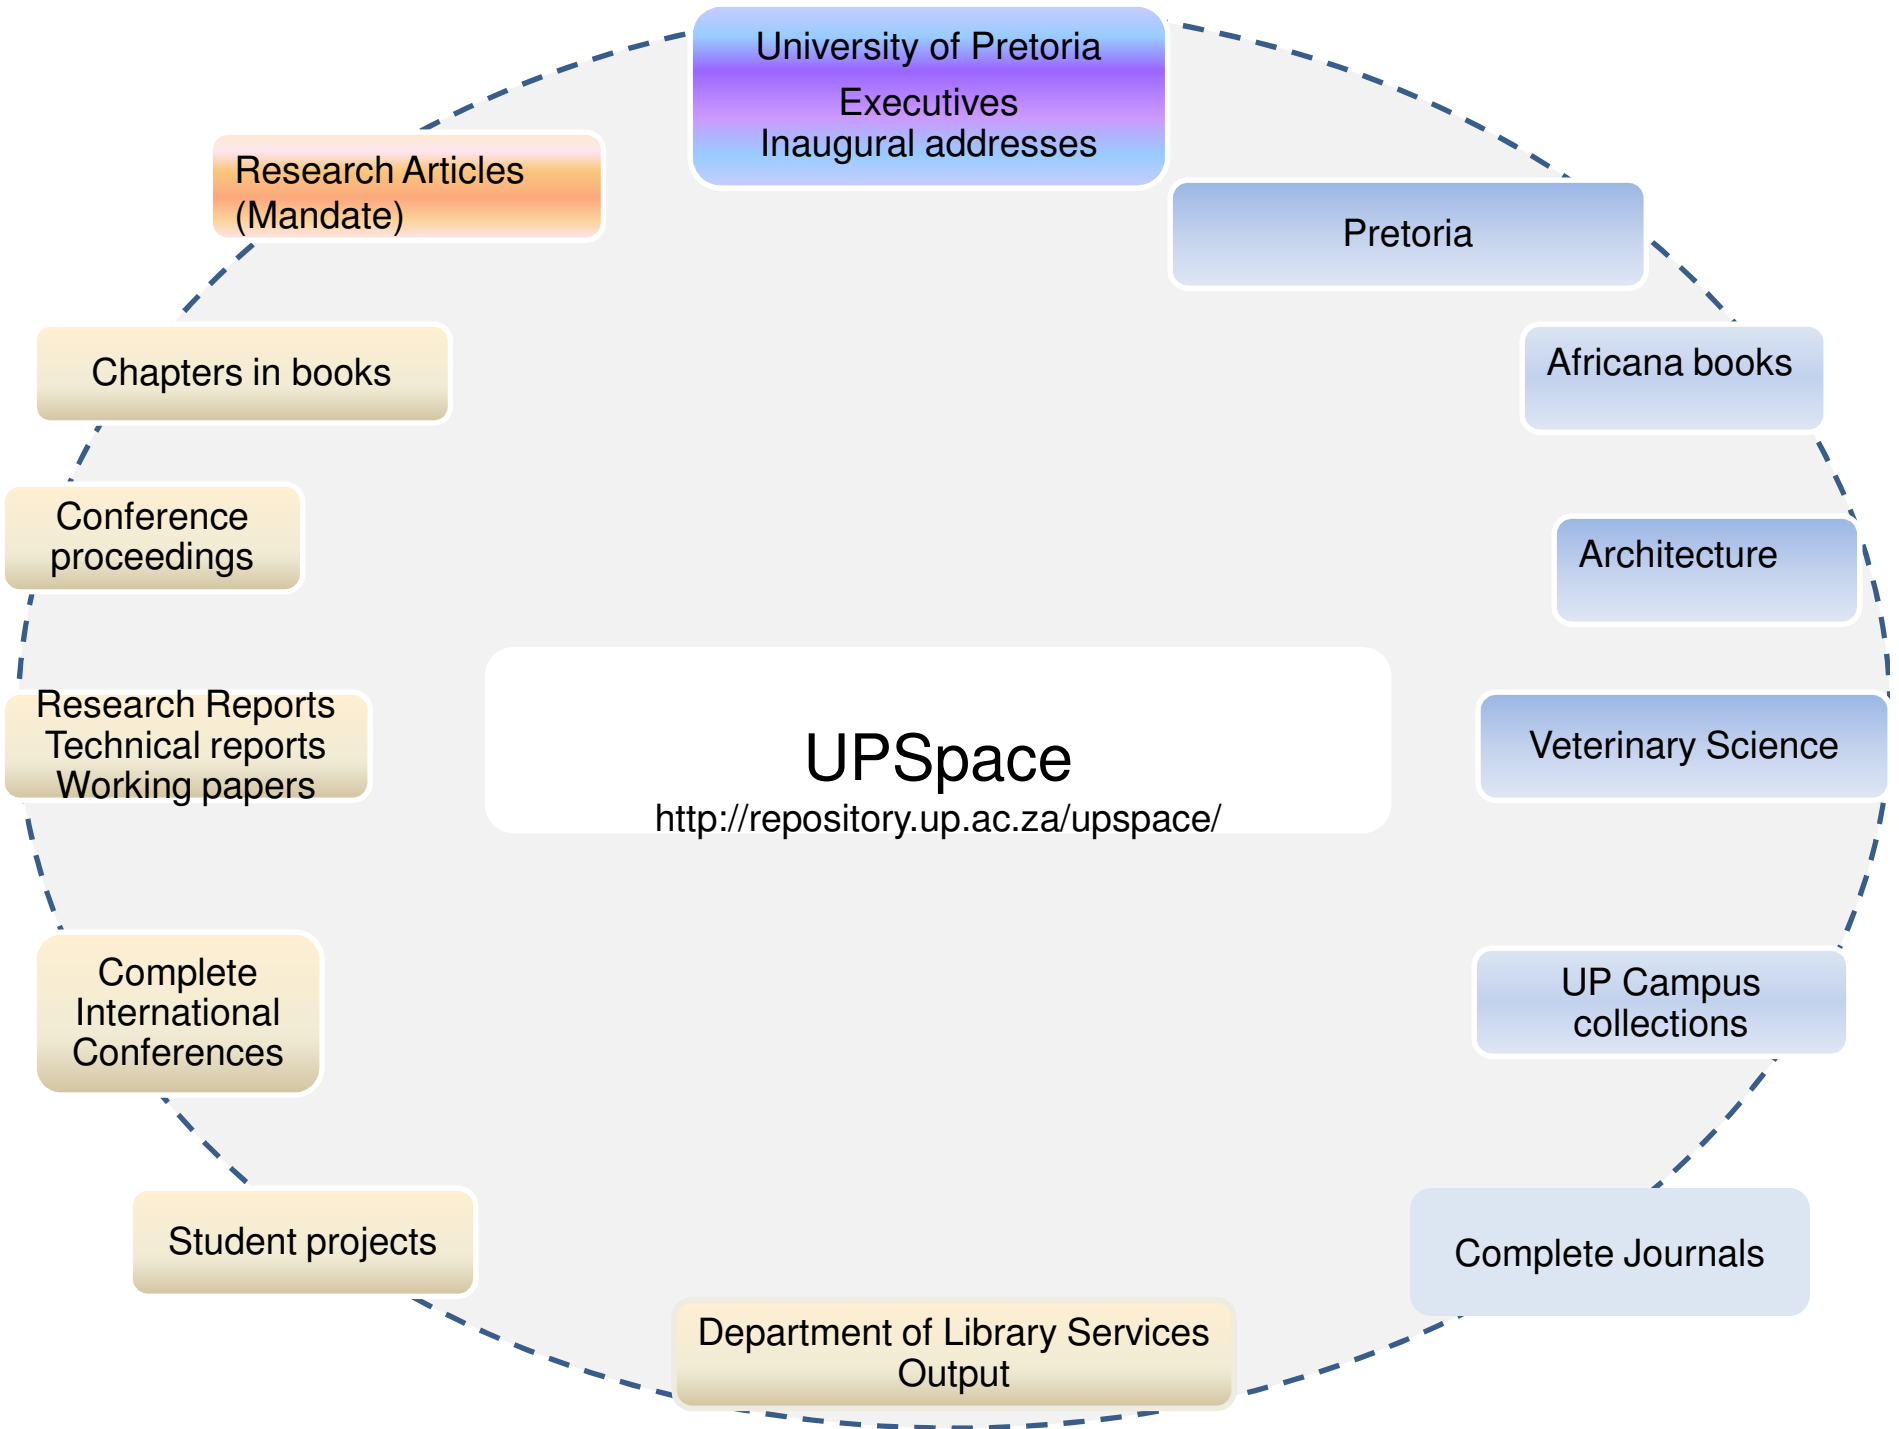 University of Pretoria
Executives
Inaugural addresses
Research Articles
(Mandate)
Pretoria
Chapters in books
Africana books
Conference
proceedings
Architecture
Research Reports
Technical reports
Working papers
UPSpace
http://repository.up.ac.za/upspace/
Veterinary Science
Complete
International
Conferences
UP Campus
collections
Student projects
Complete Journals
Department of Library Services
Output